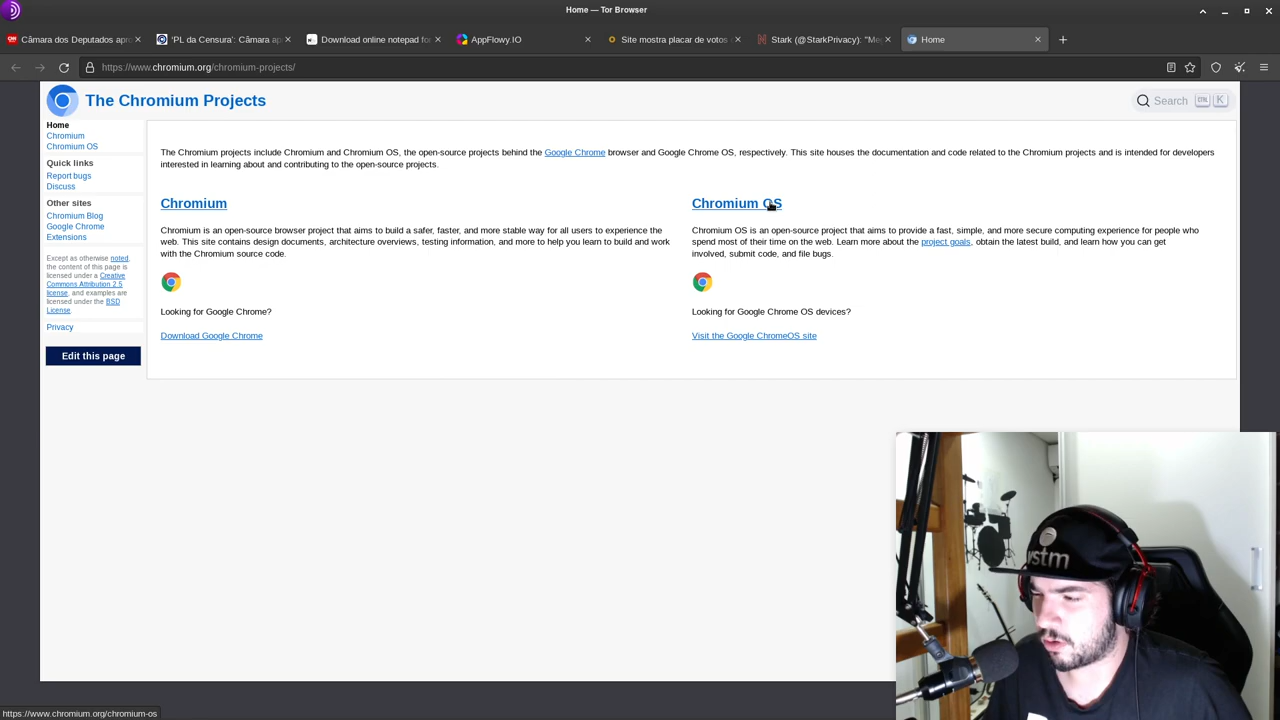 Home — Tor Browser
Câmara dos Deputados apro
'PL da Censura': Câmara ap
Download online notepad fo
AppFlowy.IO
Site mostra placar de votos
Stark (@StarkPrivacy): "Me
Home
https://www.chromium.org/chromium-projects/
The Chromium Projects
Search CTRL K
Home
Chromium
Chromium OS
Quick links
Report bugs
Discuss
Other sites
Chromium Blog
Google Chrome
Extensions
Except as otherwise noted,
the content of this page is
licensed under a Creative
Commons Attribution 2.5
license, and examples are
licensed under the BSD
License.
Privacy
Edit this page
The Chromium projects include Chromium and Chromium OS, the open-source projects behind the Google Chrome browser and Google Chrome OS, respectively. This site houses the documentation and code related to the Chromium projects and is intended for developers
interested in learning about and contributing to the open-source projects.
Chromium
Chromium is an open-source browser project that aims to build a safer, faster, and more stable way for all users to experience the
web. This site contains design documents, architecture overviews, testing information, and more to help you learn to build and work
with the Chromium source code.
Looking for Google Chrome?
Download Google Chrome
Chromium OS
Chromium OS is an open-source project that aims to provide a fast, simple, and more secure computing experience for people who
spend most of their time on the web. Learn more about the project goals, obtain the latest build, and learn how you can get
involved, submit code, and file bugs.
Looking for Google Chrome OS devices?
Visit the Google ChromeOS site
https://www.chromium.org/chromium-os